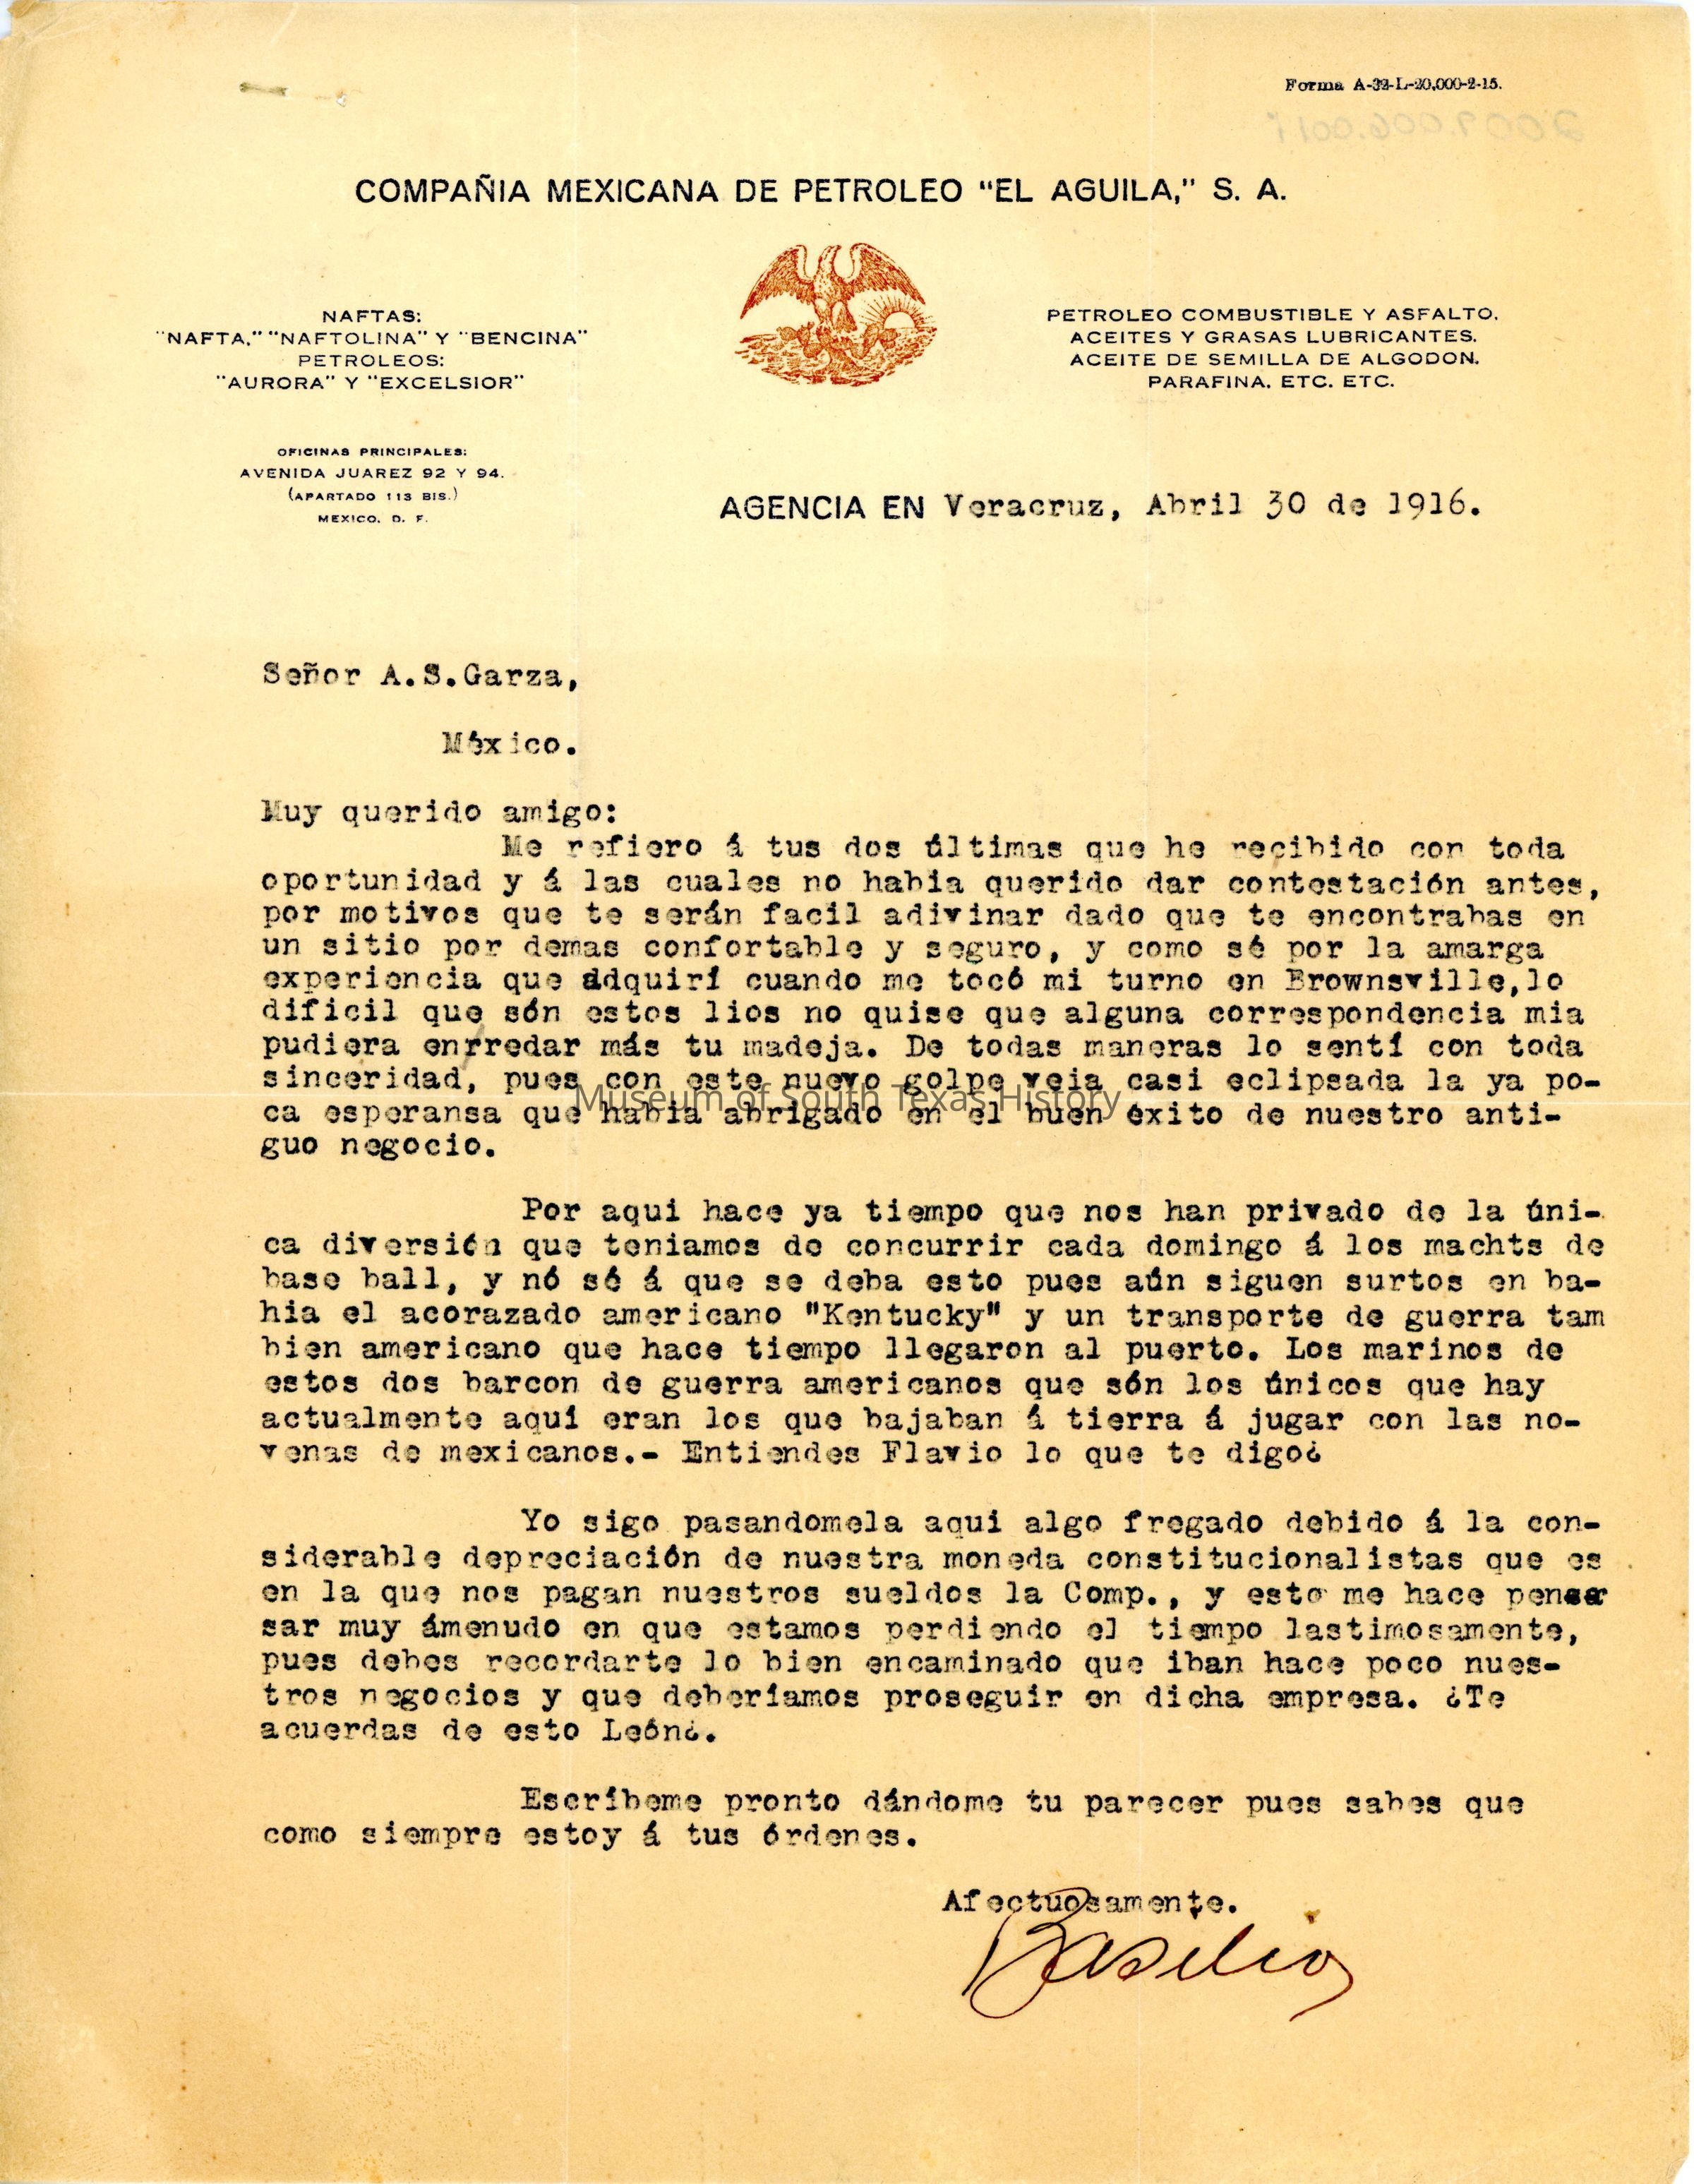 Forma A-32-L-20,000-2-15.
2009.006.001
COMPAÑIA MEXICANA DE PETROLEO "EL AGUILA," S. A.
NAFTAS:
"NAFTA," "NAFTOLINA" Y "BENCINA"
PETROLEOS:
"AURORA" Y "EXCELSIOR"
PETROLEO COMBUSTIBLE Y ASFALTO.
ACEITES Y GRASAS LUBRICANTES.
ACEITE DE SEMILLA DE ALGODON.
PARAFINA. ETC. ETC.
OFICINAS PRINCIPALES:
AVENIDA JUAREZ 92 Y 94.
(APARTADO 113 BIS.)
MEXICO. D. F.
AGENCIA EN Veracruz, Abril 30 de 1916.
Señor A.S.Garza,
México.
Muy querido amigo:
Me refiero á tus dos últimas que he recibido con toda
oportunidad y á las cuales no habia querido dar contestación antes,
por motivos que te serán facil adivinar dado que te encontrabas en
un sitio por demas confortable y seguro, y como sé por la amarga
experiencia que adquirí cuando me tocó mi turno en Brownsville,lo
dificil que són estos lios no quise que alguna correspondencia mia
pudiera enrredar más tu madeja. De todas maneras lo sentí con toda
sinceridad, pues con este nuevo golpe veia casi eclipsada la ya po-
Museum of South Texas History
ca esperansa que habia abrigado en el buen éxito de nuestro anti-
guo negocio.
Por aqui hace ya tiempo que nos han privado de la úni-
ca diversión que teniamos de concurrir cada domingo á los machts de
base ball, y nó sé á que se deba esto pues aún siguen surtos en ba-
hia el acorazado americano "Kentucky" y un transporte de guerra tam
bien americano que hace tiempo llegaron al puerto. Los marinos de
estos dos barcon de guerra americanos que són los únicos que hay
actualmente aquí eran los que bajaban á tierra á jugar con las no-
venas de mexicanos.- Entiendes Flavio lo que te digo¿
Yo sigo pasandomela aqui algo fregado debido á la con-
siderable depreciación de nuestra moneda constitucionalistas que es
en la que nos pagan nuestros sueldos la Comp., y esto me hace pensar
sar muy ámenudo en que estamos perdiendo el tiempo lastimosamente,
pues debes recordarte lo bien encaminado que iban hace poco nues-
tros negocios y que deberíamos proseguir en dicha empresa. ¿Te
acuerdas de esto León¿.
Escríbeme pronto dándome tu parecer pues sabes que
como siempre estoy á tus órdenes.
Afectuosamente.
Basilio